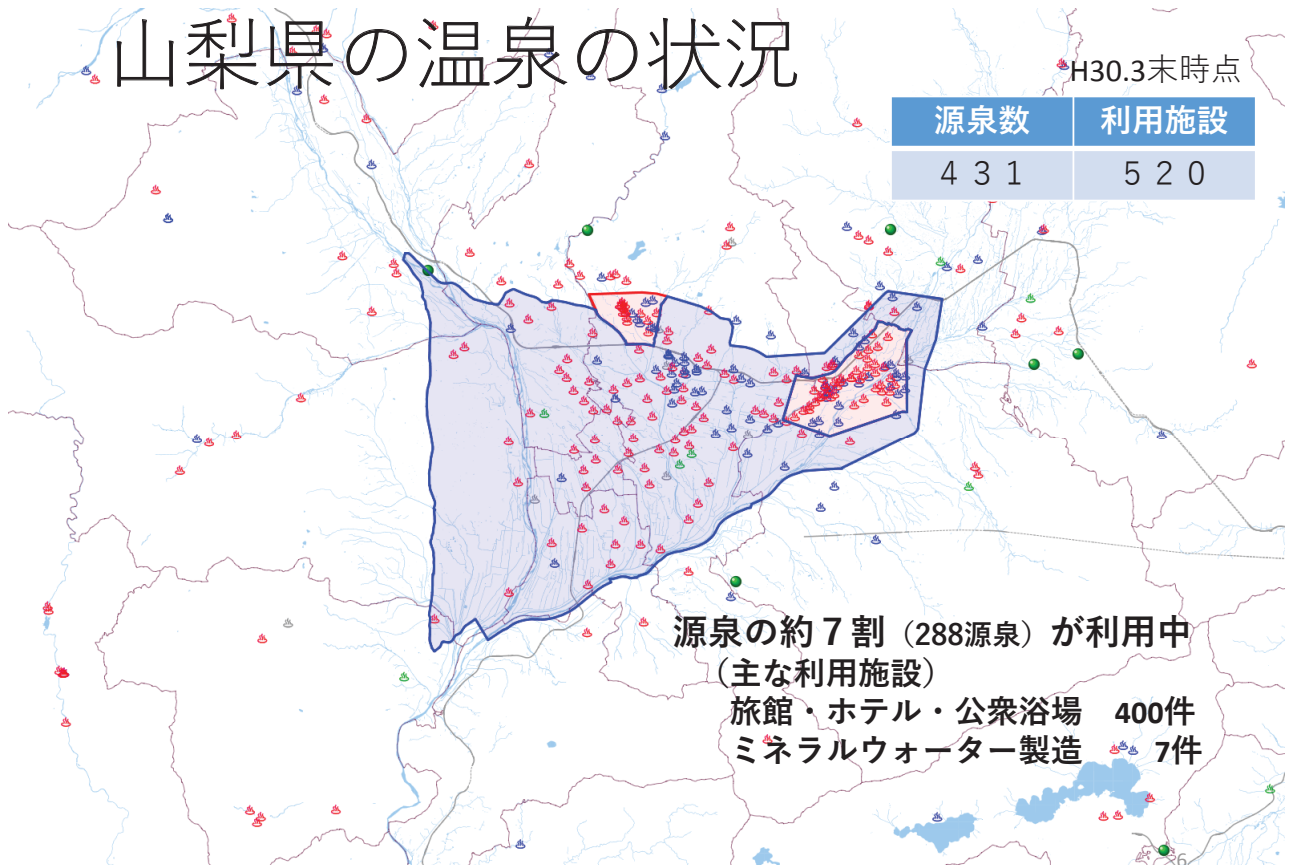 山梨県の温泉の状況
H30.3末時点
源泉数 利用施設
４３１ ５２０
源泉の約７割（288源泉）が利用中
（主な利用施設）
旅館・ホテル・公衆浴場 400件
ミネラルウォーター製造 7件
6